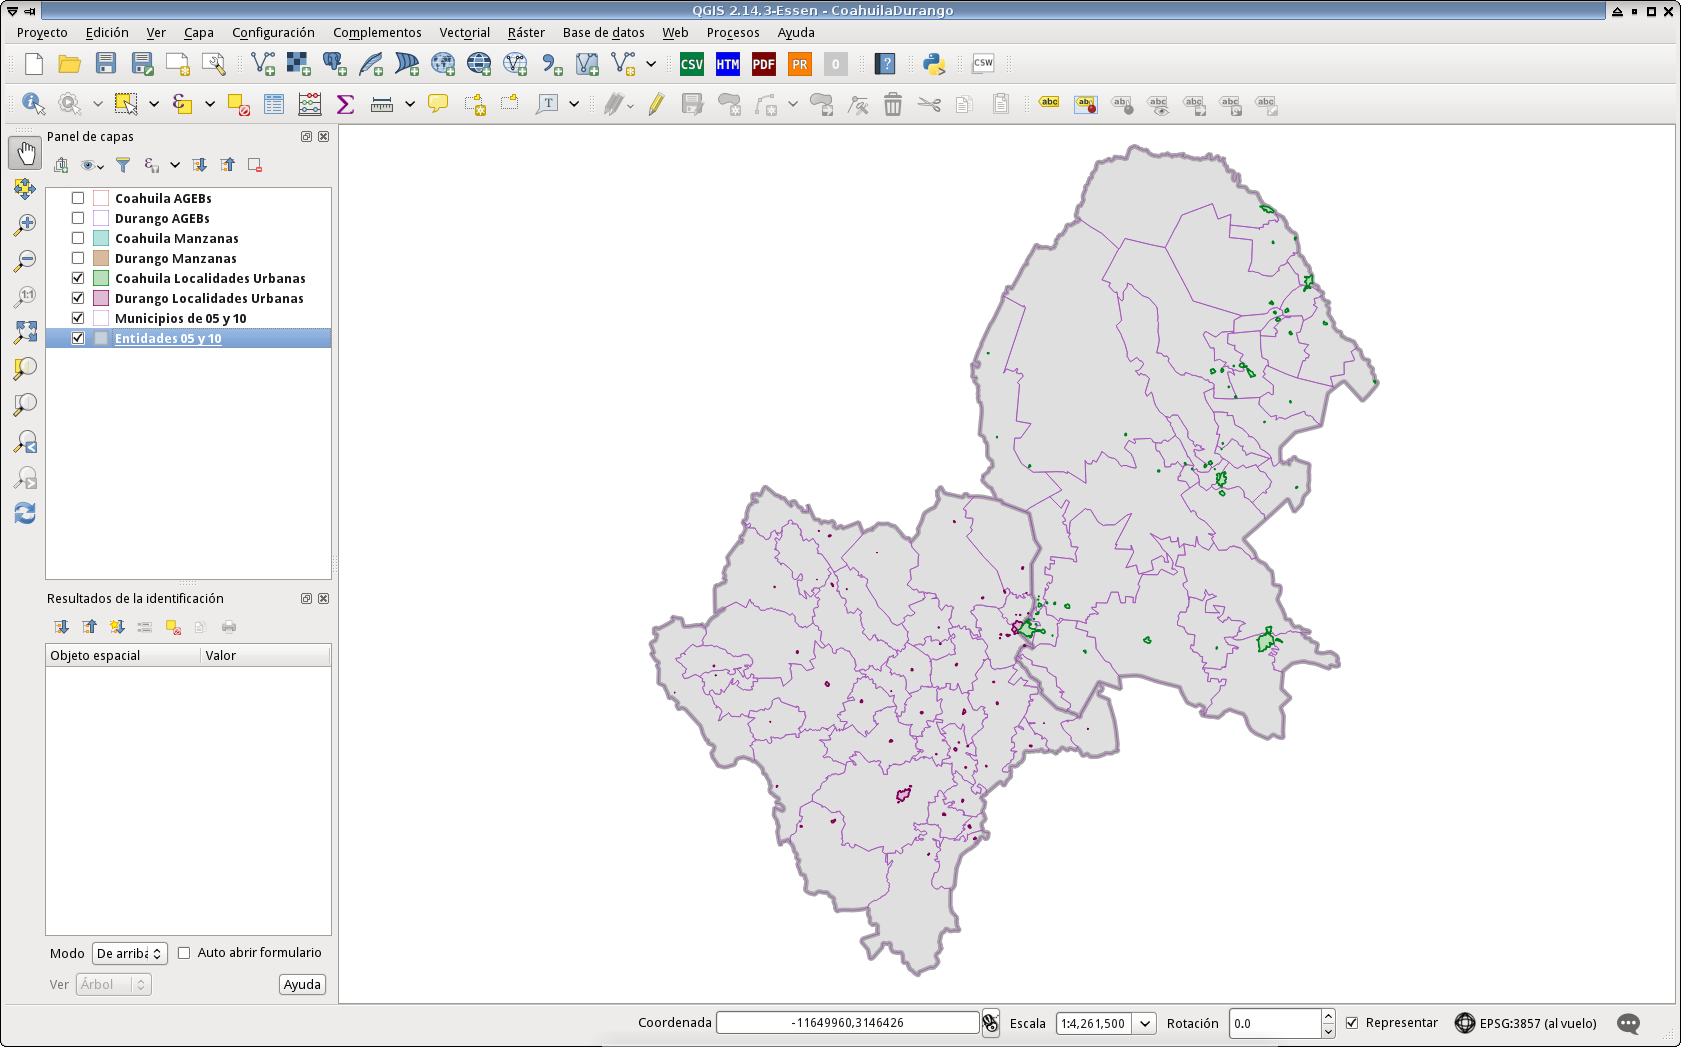 QGIS 2.14.3-Essen - CoahuilaDurango
Proyecto Edición Ver Capa Configuración Complementos Vectorial Ráster Base de datos Web Procesos Ayuda
CSV HTM PDF PR 0 ? CSW
T abc abc abc abc abc abc abc
Panel de capas
1:1
Coahuila AGEBs
Durango AGEBs
Coahuila Manzanas
Durango Manzanas
Coahuila Localidades Urbanas
Durango Localidades Urbanas
Municipios de 05 y 10
Entidades 05 y 10
Resultados de la identificación
Objeto espacial Valor
Modo De arriba Auto abrir formulario
Ver Árbol Ayuda
Coordenada -11649960,3146426 Escala 1:4,261,500 Rotación 0.0 Representar EPSG:3857 (al vuelo)